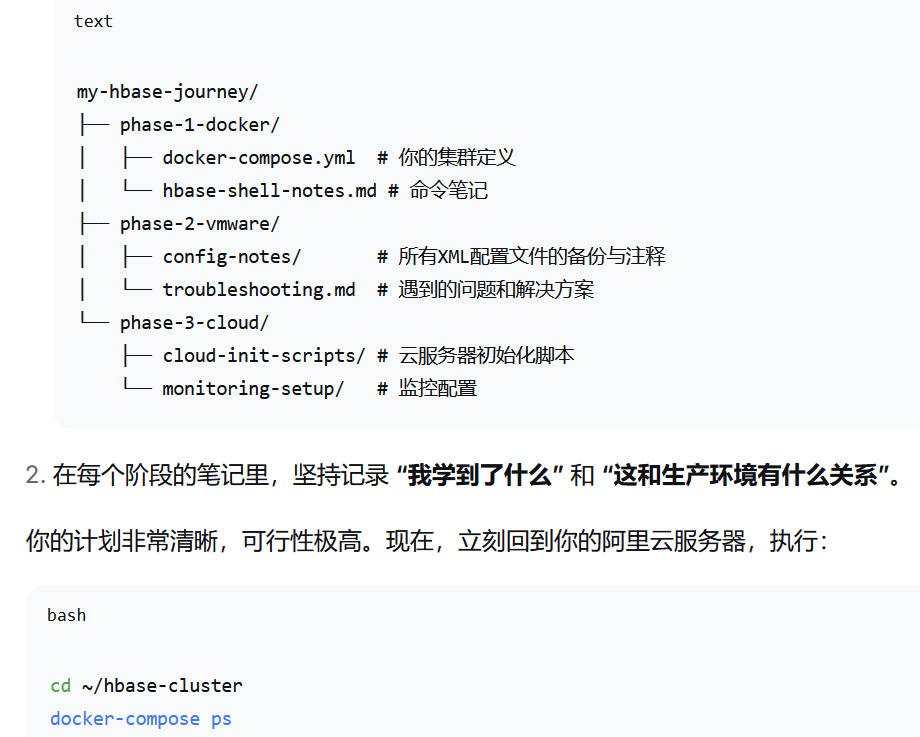 text
my-hbase-journey/
├── phase-1-docker/
│   ├── docker-compose.yml  # 你的集群定义
│   └── hbase-shell-notes.md # 命令笔记
├── phase-2-vmware/
│   ├── config-notes/       # 所有XML配置文件的备份与注释
│   └── troubleshooting.md  # 遇到的问题和解决方案
└── phase-3-cloud/
    ├── cloud-init-scripts/ # 云服务器初始化脚本
    └── monitoring-setup/   # 监控配置
2. 在每个阶段的笔记里，坚持记录 “我学到了什么” 和 “这和生产环境有什么关系”。
你的计划非常清晰，可行性极高。现在，立刻回到你的阿里云服务器，执行：
bash
cd ~/hbase-cluster
docker-compose ps